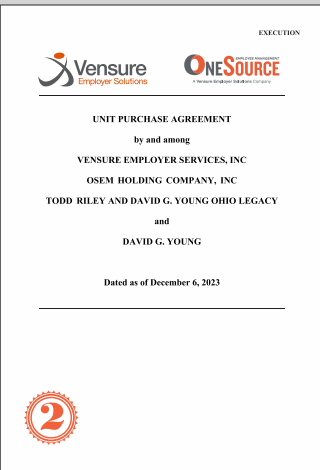 EXECUTION
Vensure
Employer Solutions
EMPLOYEE MANAGEMENT
ONESOURCE
A Vensure Employer Solutions Company
UNIT PURCHASE AGREEMENT
by and among
VENSURE EMPLOYER SERVICES, INC
OSEM HOLDING COMPANY, INC
TODD RILEY AND DAVID G. YOUNG OHIO LEGACY
and
DAVID G. YOUNG
Dated as of December 6, 2023
2